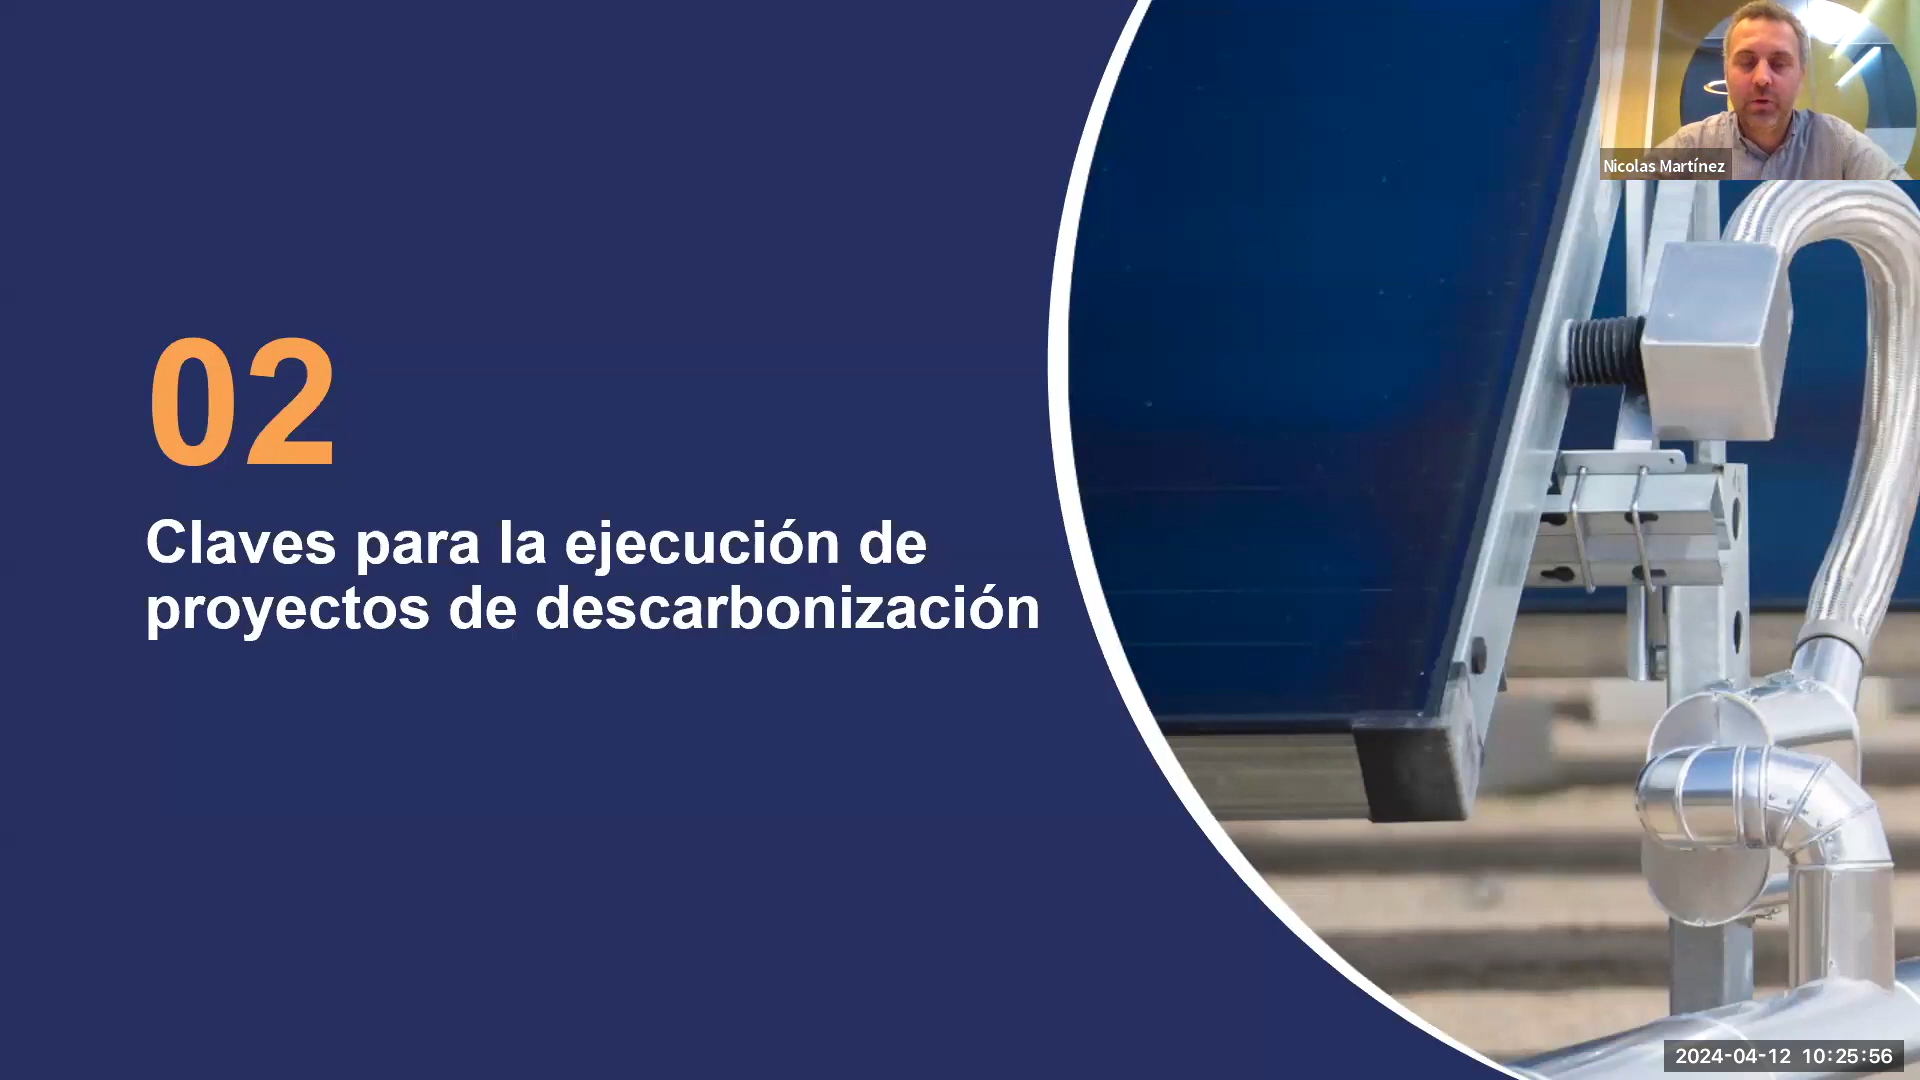 Nicolas Martínez
02
Claves para la ejecución de
proyectos de descarbonización
2024-04-12 10:25:56